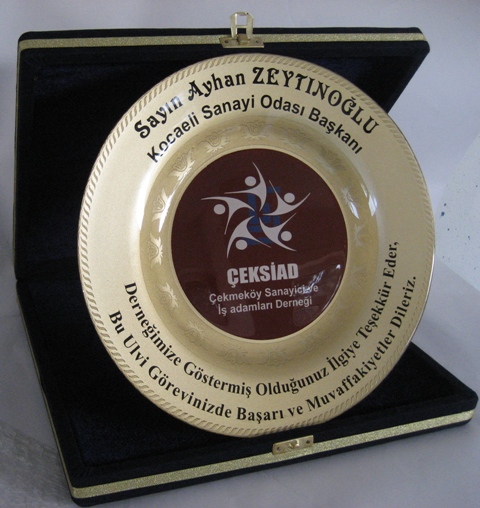 Sayın Ayhan ZEYTINOĞLU
Kocaeli Sanayi Odası Başkanı
ÇEKSİAD
Çekmeköy Sanayici ve
İş adamları Derneği
Derneğimize Göstermiş Olduğunuz İlgiye Teşekkür Eder,
Bu Ulvi Görevinizde Başarı ve Muvaffakiyetler Dileriz.